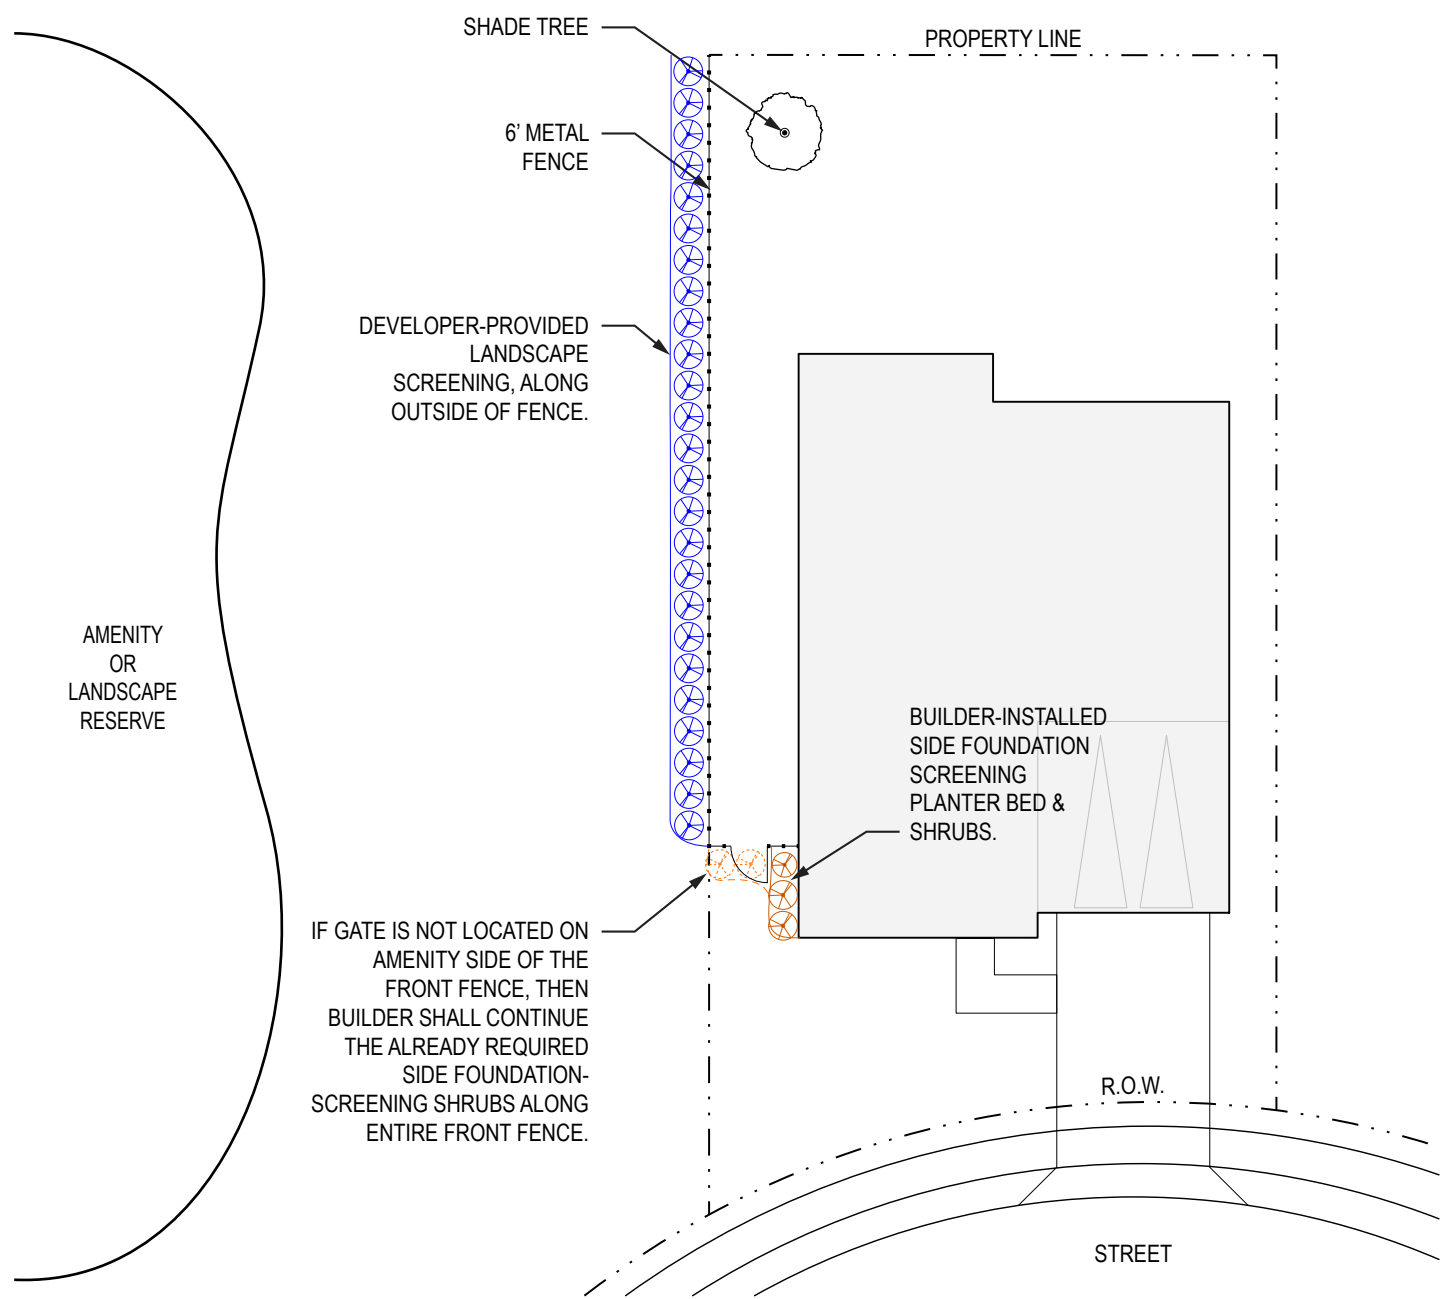 SHADE TREE
PROPERTY LINE
6’ METAL
FENCE
DEVELOPER-PROVIDED
LANDSCAPE
SCREENING, ALONG
OUTSIDE OF FENCE.
AMENITY
OR
LANDSCAPE
RESERVE
BUILDER-INSTALLED
SIDE FOUNDATION
SCREENING
PLANTER BED &
SHRUBS.
IF GATE IS NOT LOCATED ON
AMENITY SIDE OF THE
FRONT FENCE, THEN
BUILDER SHALL CONTINUE
THE ALREADY REQUIRED
SIDE FOUNDATION-
SCREENING SHRUBS ALONG
ENTIRE FRONT FENCE.
R.O.W.
STREET